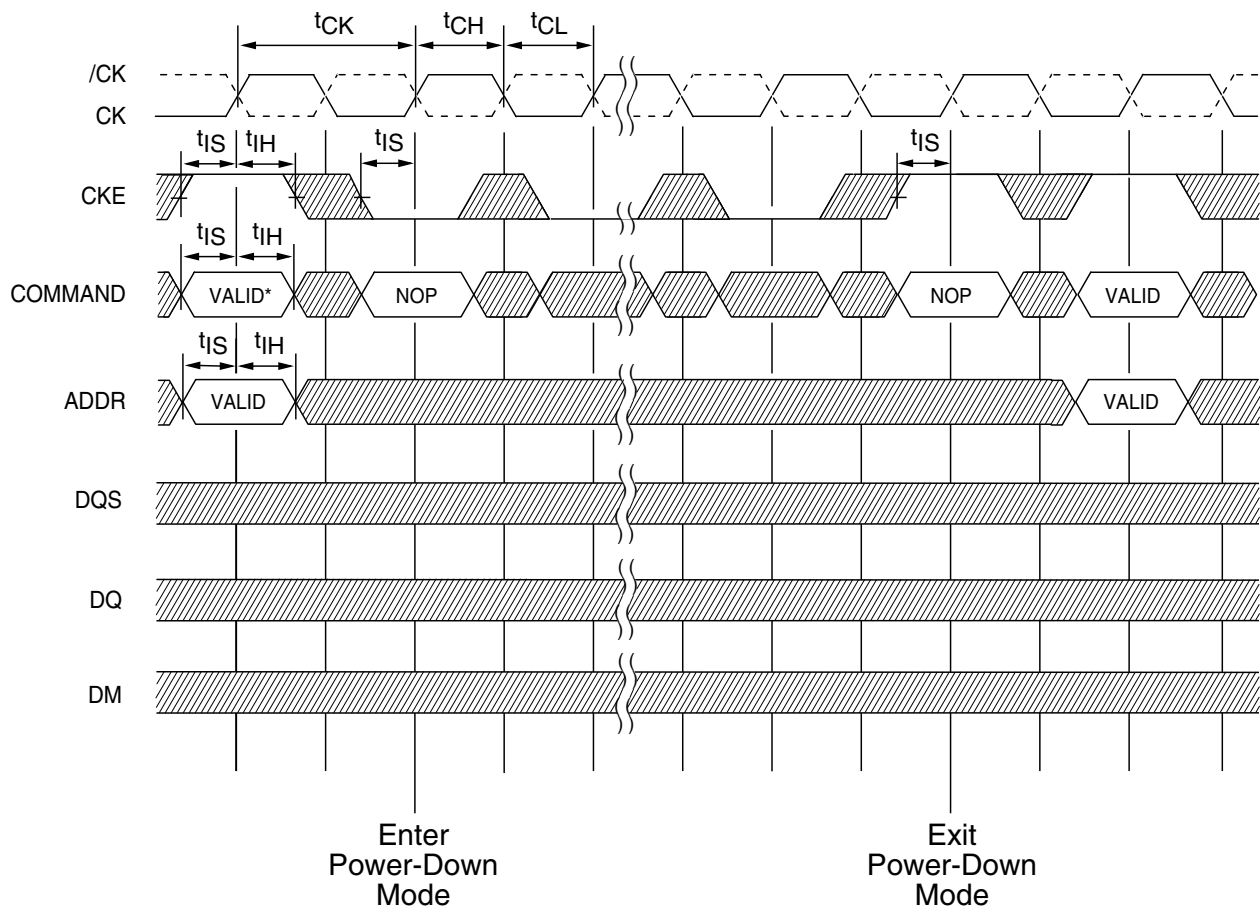 tCK tCH tCL
/CK
CK
tIS tIH tIS tIS
CKE
tIS tIH
COMMAND VALID* NOP NOP VALID
tIS tIH
ADDR VALID VALID
DQS
DQ
DM
Enter
Power-Down
Mode
Exit
Power-Down
Mode